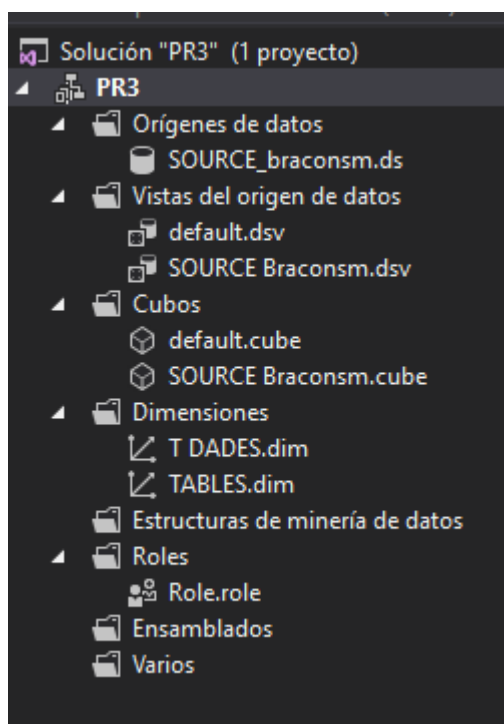 Solución "PR3" (1 proyecto)
PR3
Orígenes de datos
SOURCE_braconsm.ds
Vistas del origen de datos
default.dsv
SOURCE Braconsm.dsv
Cubos
default.cube
SOURCE Braconsm.cube
Dimensiones
T DADES.dim
TABLES.dim
Estructuras de minería de datos
Roles
Role.role
Ensamblados
Varios